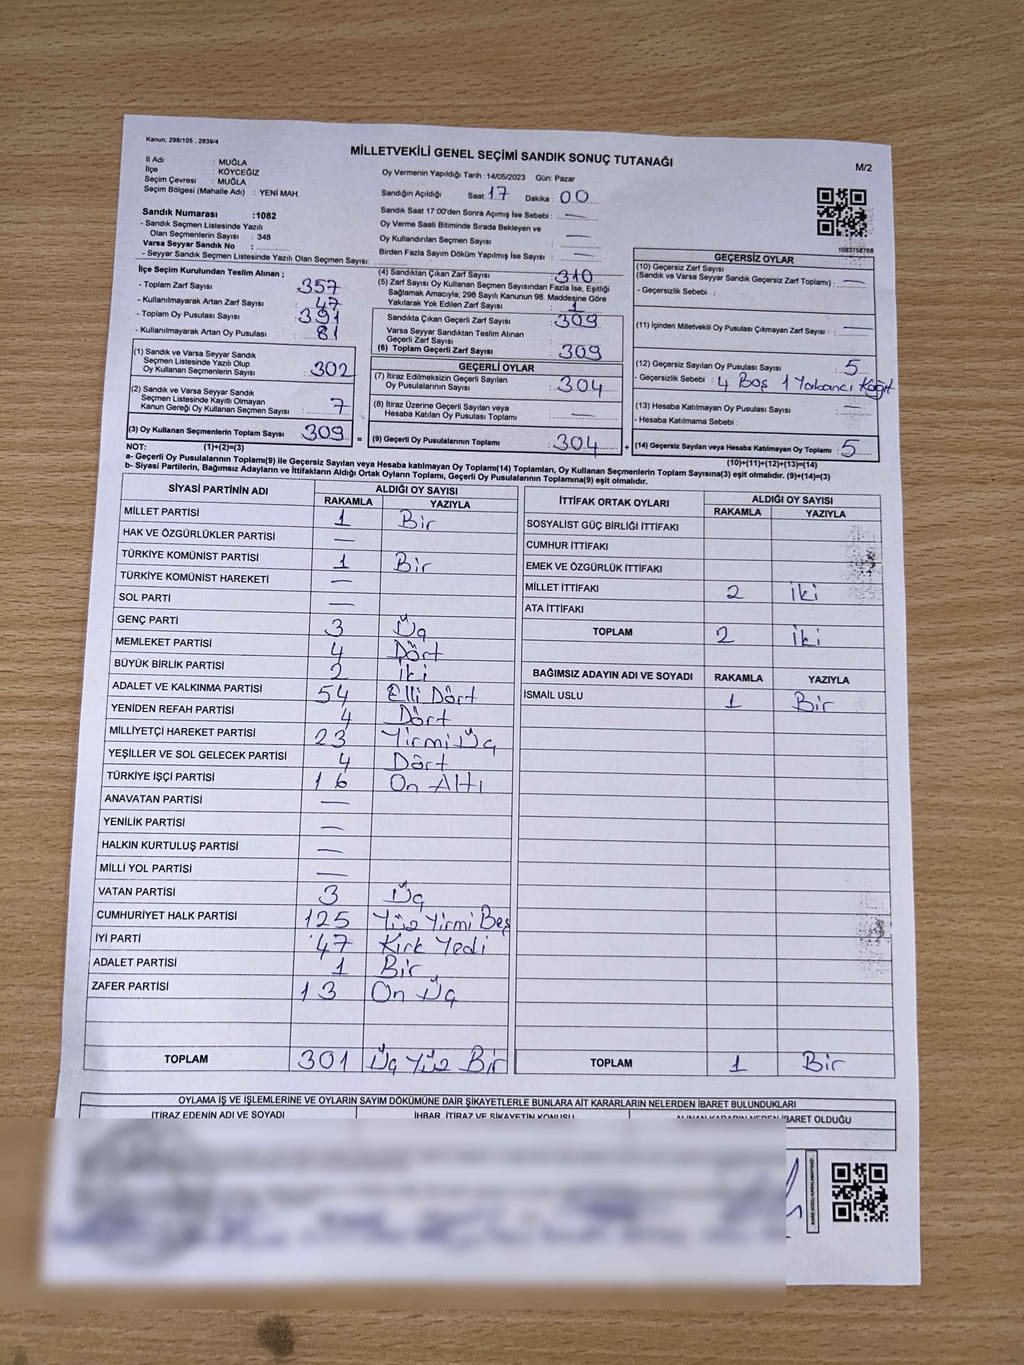 Kanun: 298/105 ; 2839/4
MİLLETVEKİLİ GENEL SEÇİMİ SANDIK SONUÇ TUTANAĞI
M/2
İl Adı : MUĞLA
İlçe : KÖYCEĞİZ
Seçim Çevresi : MUĞLA
Seçim Bölgesi (Mahalle Adı) : YENİ MAH.
Oy Vermenin Yapıldığı Tarih :14/05/2023 Gün: Pazar
Sandığın Açıldığı Saat: 17 Dakika : 00
Sandık Numarası :1082
- Sandık Seçmen Listesinde Yazılı
Olan Seçmenlerin Sayısı : 348
Varsa Seyyar Sandık No :
- Seyyar Sandık Seçmen Listesinde Yazılı Olan Seçmen Sayısı:
Sandık Saat 17.00'den Sonra Açımış İse Sebebi : —
Oy Verme Saati Bitiminde Sırada Bekleyen ve
Oy Kullandırılan Seçmen Sayısı : —
Birden Fazla Sayım Döküm Yapılmış İse Sayısı : —
1083758768
İlçe Seçim Kurulundan Teslim Alınan ;
- Toplam Zarf Sayısı : 357
- Kullanılmayarak Artan Zarf Sayısı : 47
- Toplam Oy Pusulası Sayısı : 391
- Kullanılmayarak Artan Oy Pusulası : 81
(1) Sandık ve Varsa Seyyar Sandık
Seçmen Listesinde Yazılı Olup
Oy Kullanan Seçmenlerin Sayısı : 302
(2) Sandık ve Varsa Seyyar Sandık
Seçmen Listesinde Kayıtlı Olmayan
Kanun Gereği Oy Kullanan Seçmen Sayısı : 7
(3) Oy Kullanan Seçmenlerin Toplam Sayısı : 309
(1)+(2)=(3)
(4) Sandıktan Çıkan Zarf Sayısı : 310
(5) Zarf Sayısı Oy Kullanan Seçmen Sayısından Fazla İse, Eşitliği
Sağlamak Amacıyla; 298 Sayılı Kanunun 98. Maddesine Göre
Yakılarak Yok Edilen Zarf Sayısı : 1
Sandıkta Çıkan Geçerli Zarf Sayısı : 309
Varsa Seyyar Sandıktan Teslim Alınan
Geçerli Zarf Sayısı :
(6) Toplam Geçerli Zarf Sayısı : 309
GEÇERLİ OYLAR
(7) İtiraz Edilmeksizin Geçerli Sayılan
Oy Pusulalarının Sayısı : 304
(8) İtiraz Üzerine Geçerli Sayılan veya
Hesaba Katılan Oy Pusulası Toplamı : —
= (9) Geçerli Oy Pusulalarının Toplamı : 304 +
GEÇERSİZ OYLAR
(10) Geçersiz Zarf Sayısı
(Sandık ve Varsa Seyyar Sandık Geçersiz Zarf Toplamı) : —
- Geçersizlik Sebebi :
(11) İçinden Milletvekili Oy Pusulası Çıkmayan Zarf Sayısı : —
(12) Geçersiz Sayılan Oy Pusulası Sayısı : 5
- Geçersizlik Sebebi : 4 Boş 1 Yabancı Kağıt
(13) Hesaba Katılmayan Oy Pusulası Sayısı : —
- Hesaba Katılmama Sebebi :
(14) Geçersiz Sayılan veya Hesaba Katılmayan Oy Toplamı : 5
(10)+(11)+(12)+(13)=(14)
NOT:
a- Geçerli Oy Pusulalarının Toplamı(9) ile Geçersiz Sayılan veya Hesaba katılmayan Oy Toplamı(14) Toplamları, Oy Kullanan Seçmenlerin Toplam Sayısına(3) eşit olmalıdır. (9)+(14)=(3)
b- Siyasi Partilerin, Bağımsız Adayların ve İttifakların Aldığı Ortak Oyların Toplamı, Geçerli Oy Pusulalarının Toplamına(9) eşit olmalıdır.
SİYASİ PARTİNİN ADI ALDIĞI OY SAYISI
RAKAMLA YAZIYLA
MİLLET PARTİSİ 1 Bir
HAK VE ÖZGÜRLÜKLER PARTİSİ —
TÜRKİYE KOMÜNİST PARTİSİ 1 Bir
TÜRKİYE KOMÜNİST HAREKETİ —
SOL PARTİ —
GENÇ PARTİ 3 Üç
MEMLEKET PARTİSİ 4 Dört
BÜYÜK BİRLİK PARTİSİ 2 İki
ADALET VE KALKINMA PARTİSİ 54 Elli Dört
YENİDEN REFAH PARTİSİ 4 Dört
MİLLİYETÇİ HAREKET PARTİSİ 23 Yirmi Üç
YEŞİLLER VE SOL GELECEK PARTİSİ 4 Dört
TÜRKİYE İŞÇİ PARTİSİ 16 On Altı
ANAVATAN PARTİSİ —
YENİLİK PARTİSİ —
HALKIN KURTULUŞ PARTİSİ —
MİLLİ YOL PARTİSİ —
VATAN PARTİSİ 3 Üç
CUMHURİYET HALK PARTİSİ 125 Yüz Yirmi Beş
İYİ PARTİ 47 Kırk Yedi
ADALET PARTİSİ 1 Bir
ZAFER PARTİSİ 13 On Üç
TOPLAM 301 Üç Yüz Bir
İTTİFAK ORTAK OYLARI ALDIĞI OY SAYISI
RAKAMLA YAZIYLA
SOSYALİST GÜÇ BİRLİĞİ İTTİFAKI
CUMHUR İTTİFAKI
EMEK VE ÖZGÜRLÜK İTTİFAKI
MİLLET İTTİFAKI 2 İki
ATA İTTİFAKI
TOPLAM 2 İki
BAĞIMSIZ ADAYIN ADI VE SOYADI RAKAMLA YAZIYLA
İSMAİL USLU 1 Bir
TOPLAM 1 Bir
OYLAMA İŞ VE İŞLEMLERİNE VE OYLARIN SAYIM DÖKÜMÜNE DAİR ŞİKAYETLERLE BUNLARA AİT KARARLARIN NELERDEN İBARET BULUNDUKLARI
İTİRAZ EDENİN ADI VE SOYADI İHBAR, İTİRAZ VE ŞİKAYETİN KONUSU ALINAN KARARIN NEDEN İBARET OLDUĞU